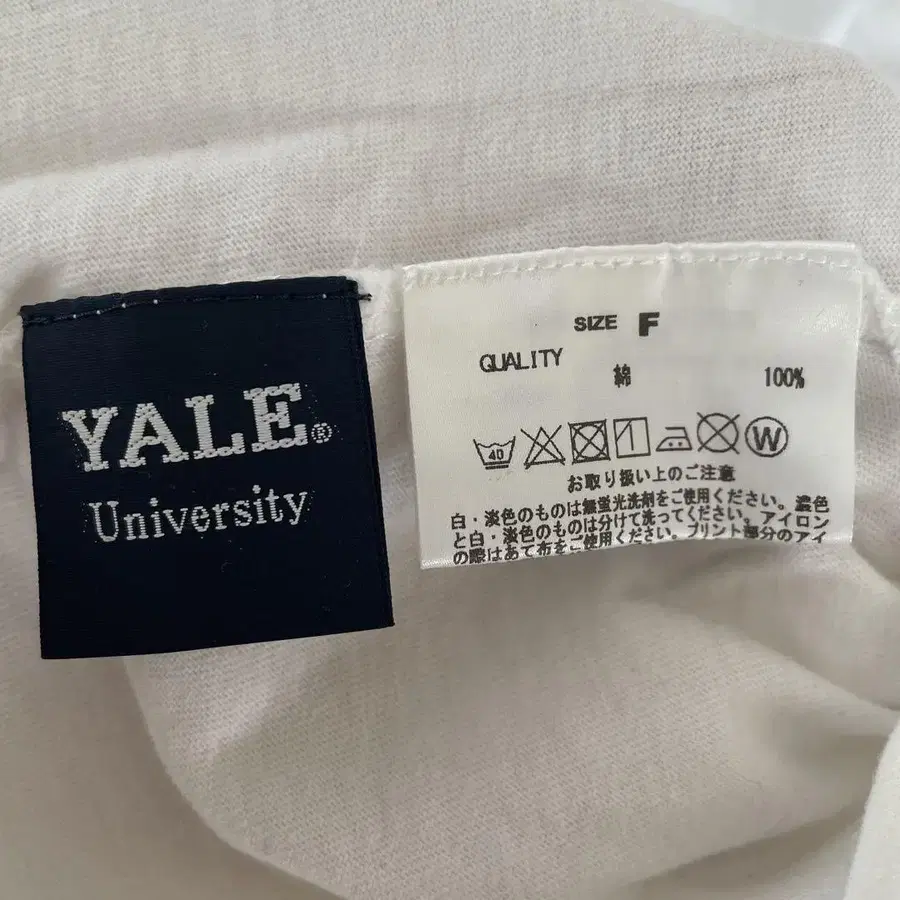 YALE®
University
SIZE F
QUALITY
綿 100%
40 W
お取り扱い上のご注意
白・淡色のものは無蛍光洗剤をご使用ください。濃色
と白・淡色のものは分けて洗ってください。アイロン
の際はあて布をご使用ください。プリント部分のアイ